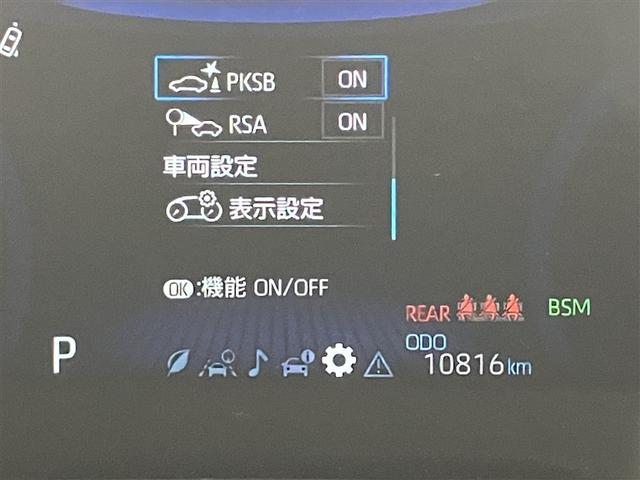 PKSB ON
RSA ON
車両設定
表示設定
OK:機能 ON/OFF
REAR BSM
ODO
P 10816km